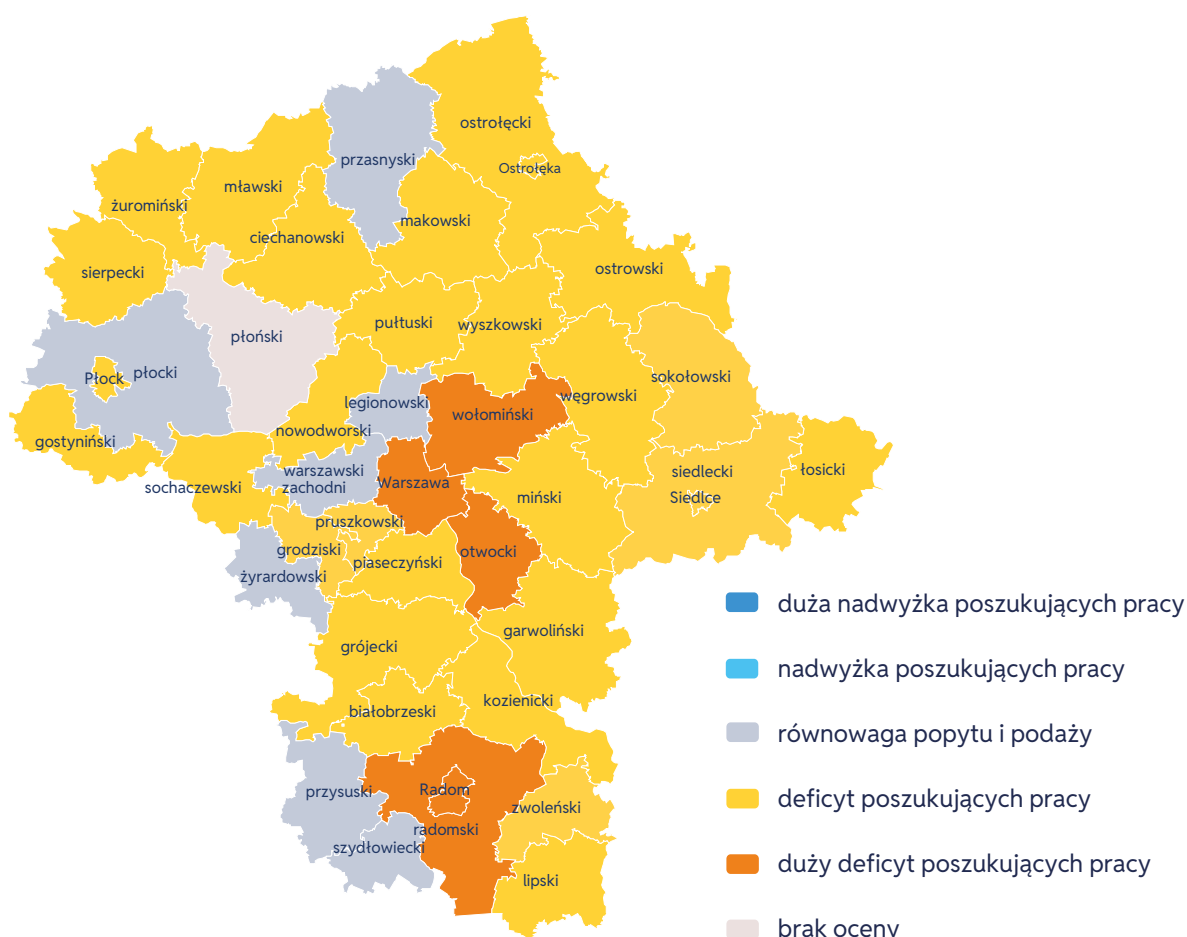 ostrołęcki
Ostrołęka
przasnyski
mławski
żuromiński
makowski
ciechanowski
sierpecki
ostrowski
pułtuski
wyszkowski
płoński
płocki
Płock
sokołowski
węgrowski
legionowski
wołomiński
nowodworski
gostyniński
warszawski
zachodni
siedlecki
łosicki
Siedlce
sochaczewski
Warszawa
miński
pruszkowski
grodziski
otwocki
piaseczyński
żyrardowski
garwoliński
grójecki
kozienicki
białobrzeski
przysuski
Radom
zwoleński
radomski
szydłowiecki
lipski
duża nadwyżka poszukujących pracy
nadwyżka poszukujących pracy
równowaga popytu i podaży
deficyt poszukujących pracy
duży deficyt poszukujących pracy
brak oceny